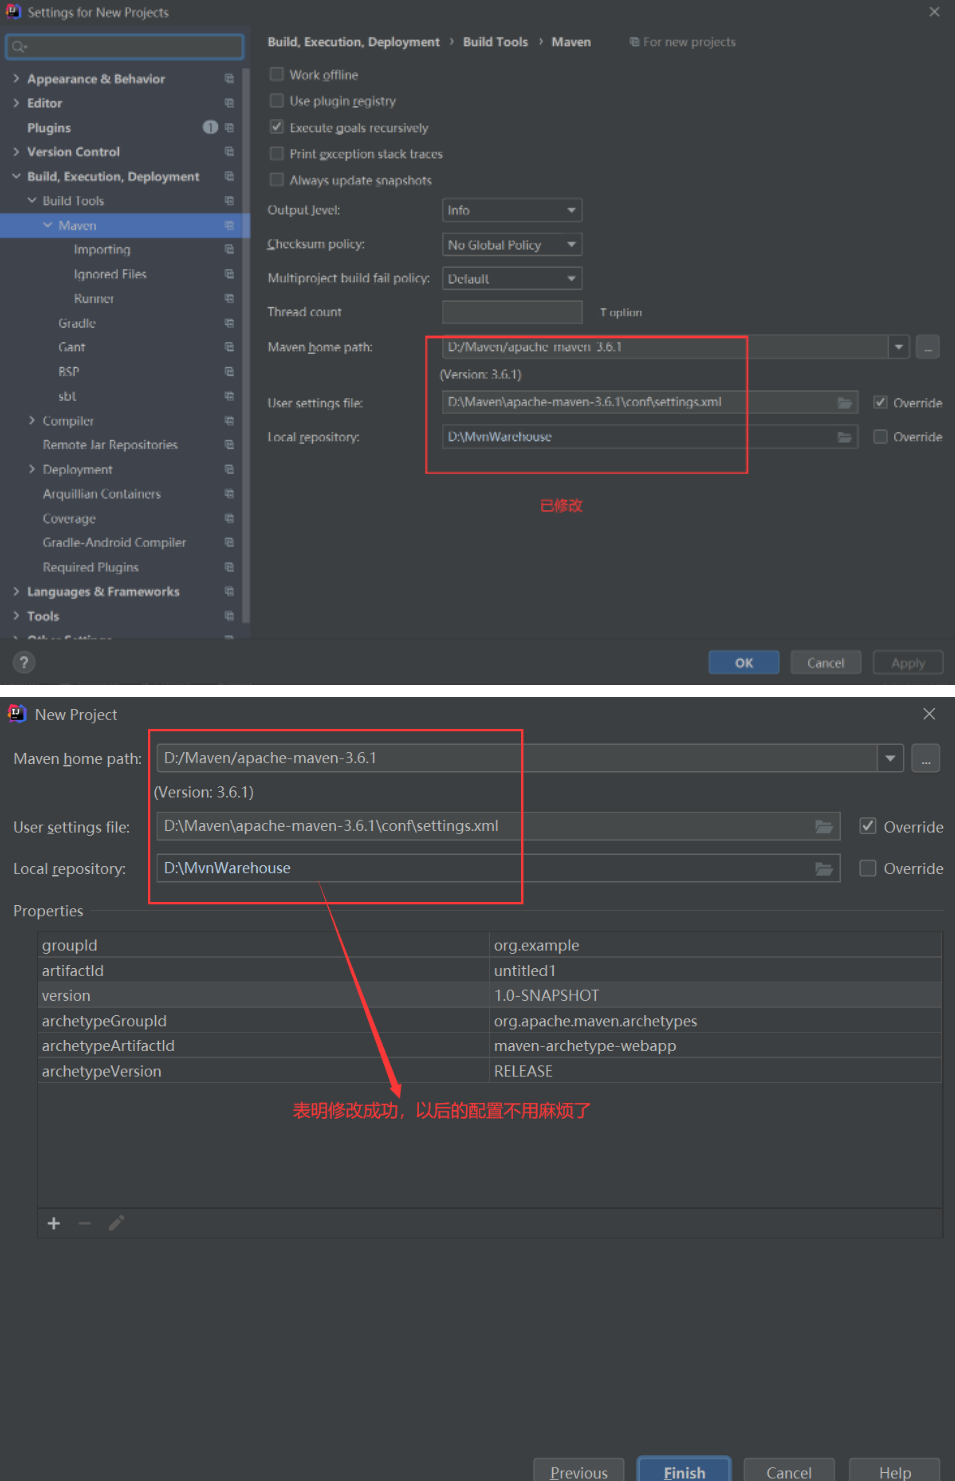 Settings for New Projects
Build, Execution, Deployment › Build Tools › Maven For new projects
Appearance & Behavior
Editor
Plugins 1
Version Control
Build, Execution, Deployment
Build Tools
Maven
Importing
Ignored Files
Runner
Gradle
Gant
BSP
sbt
Compiler
Remote Jar Repositories
Deployment
Arquillian Containers
Coverage
Gradle-Android Compiler
Required Plugins
Languages & Frameworks
Tools
Other Settings
Work offline
Use plugin registry
Execute goals recursively
Print exception stack traces
Always update snapshots
Output level: Info
Checksum policy: No Global Policy
Multiproject build fail policy: Default
Thread count T option
Maven home path: D:/Maven/apache-maven-3.6.1 ...
(Version: 3.6.1)
User settings file: D:\Maven\apache-maven-3.6.1\conf\settings.xml Override
Local repository: D:\MvnWarehouse Override
已修改
? OK Cancel Apply
New Project
Maven home path: D:/Maven/apache-maven-3.6.1 ...
(Version: 3.6.1)
User settings file: D:\Maven\apache-maven-3.6.1\conf\settings.xml Override
Local repository: D:\MvnWarehouse Override
Properties
groupId org.example
artifactId untitled1
version 1.0-SNAPSHOT
archetypeGroupId org.apache.maven.archetypes
archetypeArtifactId maven-archetype-webapp
archetypeVersion RELEASE
表明修改成功，以后的配置不用麻烦了
Previous Finish Cancel Help